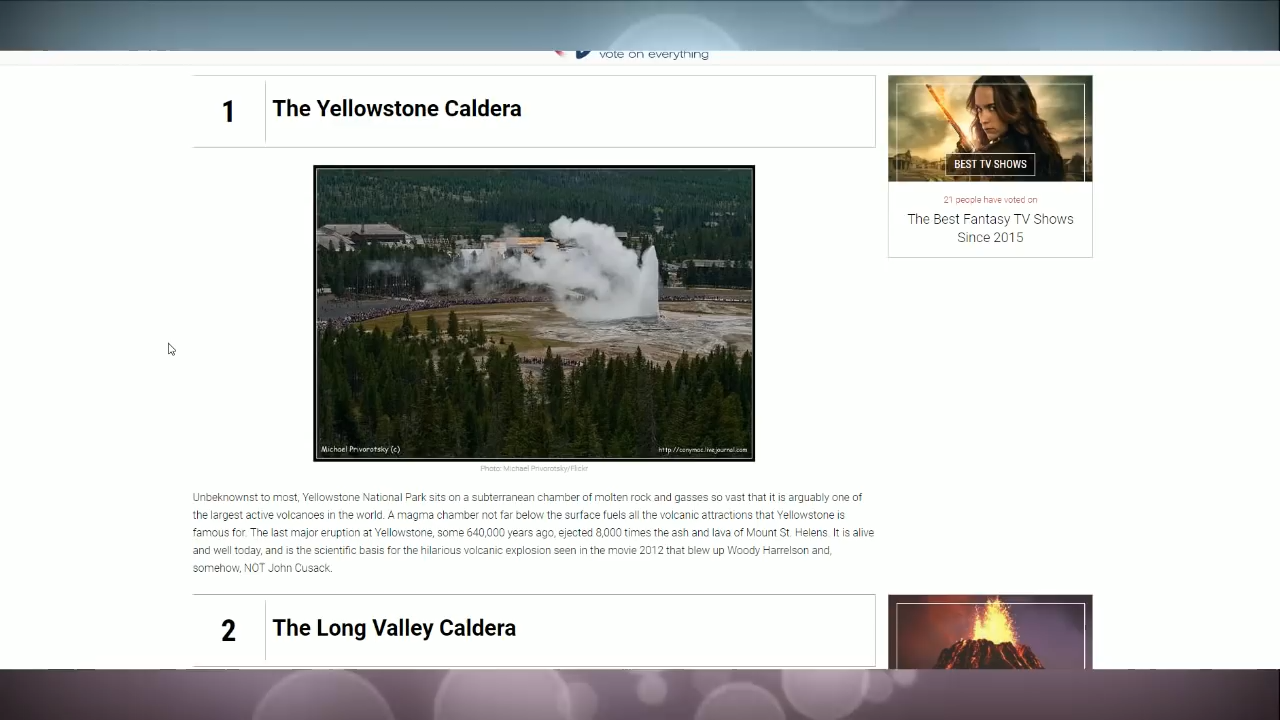 vote on everything
1
The Yellowstone Caldera
BEST TV SHOWS
21 people have voted on
The Best Fantasy TV Shows
Since 2015
Michael Privorotsky (c)
http://conymac.livejournal.com
Photo: Michael Privorotsky/Flickr
Unbeknownst to most, Yellowstone National Park sits on a subterranean chamber of molten rock and gasses so vast that it is arguably one of
the largest active volcanoes in the world. A magma chamber not far below the surface fuels all the volcanic attractions that Yellowstone is
famous for. The last major eruption at Yellowstone, some 640,000 years ago, ejected 8,000 times the ash and lava of Mount St. Helens. It is alive
and well today, and is the scientific basis for the hilarious volcanic explosion seen in the movie 2012 that blew up Woody Harrelson and,
somehow, NOT John Cusack.
2
The Long Valley Caldera